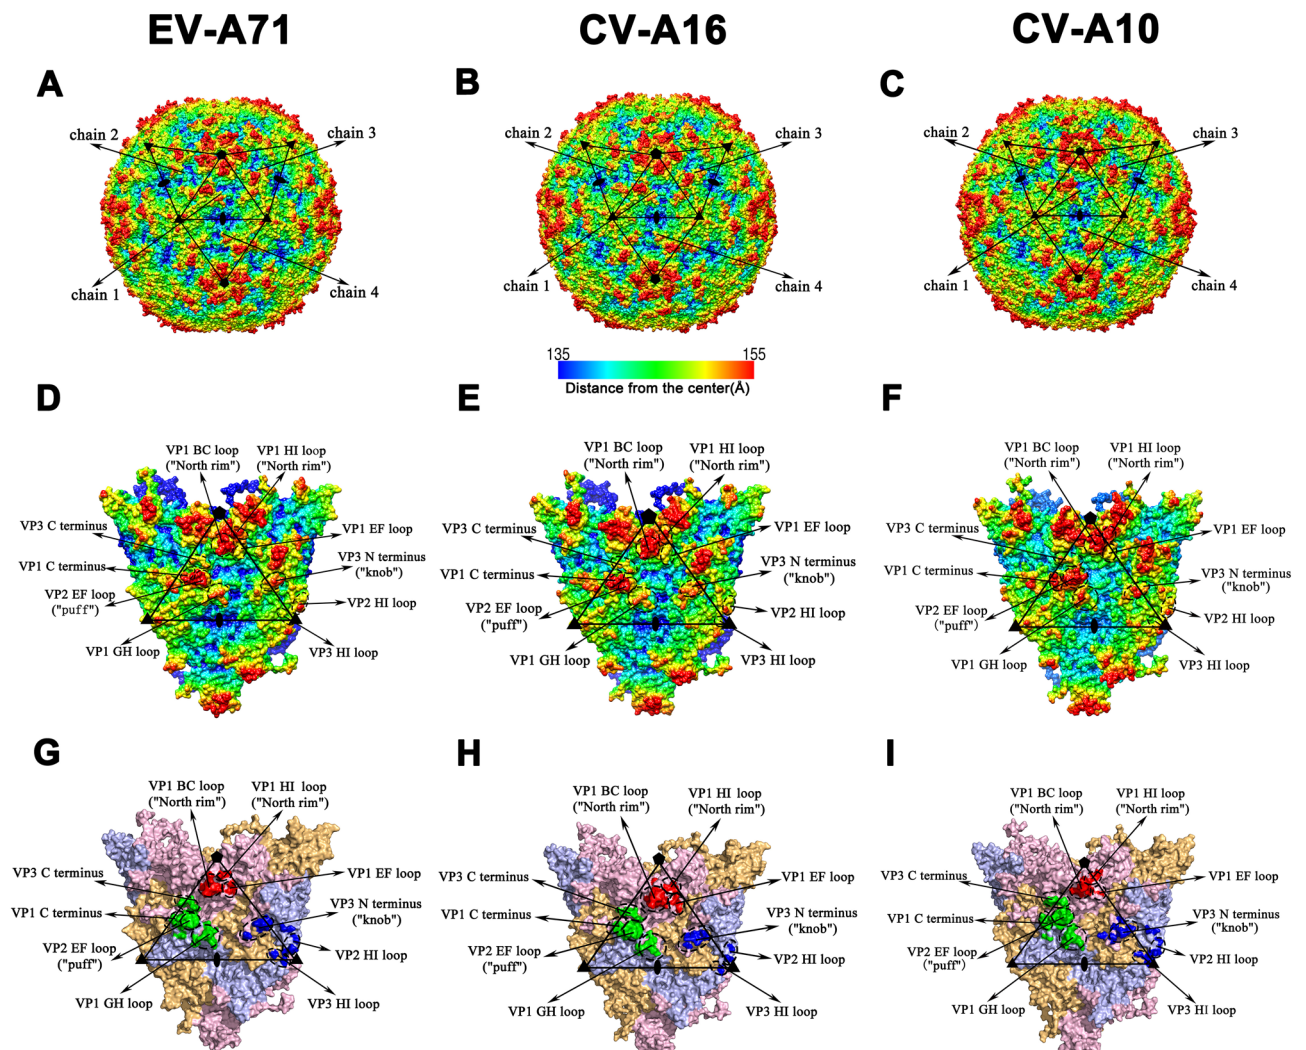 EV-A71
CV-A16
CV-A10
A
B
C
chain 2
chain 3
chain 1
chain 4
chain 2
chain 3
chain 1
chain 4
chain 2
chain 3
chain 1
chain 4
135
155
Distance from the center(Å)
D
E
F
VP1 BC loop
("North rim")
VP1 HI loop
("North rim")
VP3 C terminus
VP1 EF loop
VP1 C terminus
VP3 N terminus
("knob")
VP2 EF loop
("puff")
VP2 HI loop
VP1 GH loop
VP3 HI loop
VP1 BC loop
("North rim")
VP1 HI loop
("North rim")
VP3 C terminus
VP1 EF loop
VP1 C terminus
VP3 N terminus
("knob")
VP2 EF loop
("puff")
VP2 HI loop
VP1 GH loop
VP3 HI loop
VP1 BC loop
("North rim")
VP1 HI loop
("North rim")
VP3 C terminus
VP1 EF loop
VP1 C terminus
VP3 N terminus
("knob")
VP2 EF loop
("puff")
VP2 HI loop
VP1 GH loop
VP3 HI loop
G
H
I
VP1 BC loop
("North rim")
VP1 HI loop
("North rim")
VP3 C terminus
VP1 EF loop
VP1 C terminus
VP3 N terminus
("knob")
VP2 EF loop
("puff")
VP2 HI loop
VP1 GH loop
VP3 HI loop
VP1 BC loop
("North rim")
VP1 HI loop
("North rim")
VP3 C terminus
VP1 EF loop
VP1 C terminus
VP3 N terminus
("knob")
VP2 EF loop
("puff")
VP2 HI loop
VP1 GH loop
VP3 HI loop
VP1 BC loop
("North rim")
VP1 HI loop
("North rim")
VP3 C terminus
VP1 EF loop
VP1 C terminus
VP3 N terminus
("knob")
VP2 EF loop
("puff")
VP2 HI loop
VP1 GH loop
VP3 HI loop